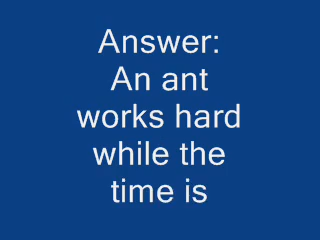 Answer:
An ant
works hard
while the
time is